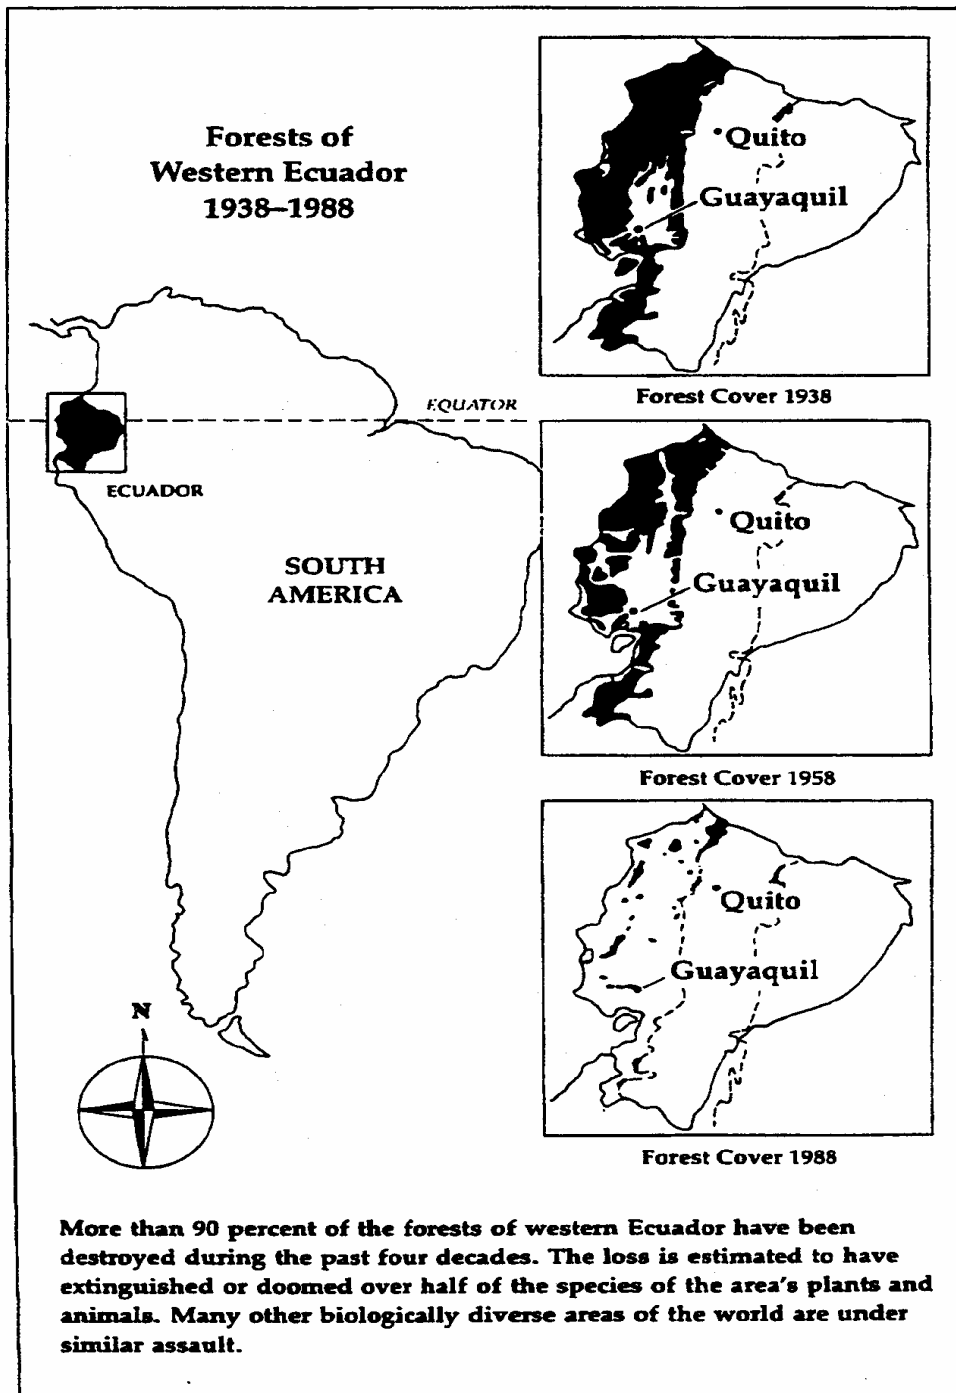 Forests of
Western Ecuador
1938–1988
Quito
Guayaquil
Forest Cover 1938
EQUATOR
ECUADOR
SOUTH
AMERICA
Quito
Guayaquil
Forest Cover 1958
Quito
Guayaquil
Forest Cover 1988
N
More than 90 percent of the forests of western Ecuador have been
destroyed during the past four decades. The loss is estimated to have
extinguished or doomed over half of the species of the area's plants and
animals. Many other biologically diverse areas of the world are under
similar assault.